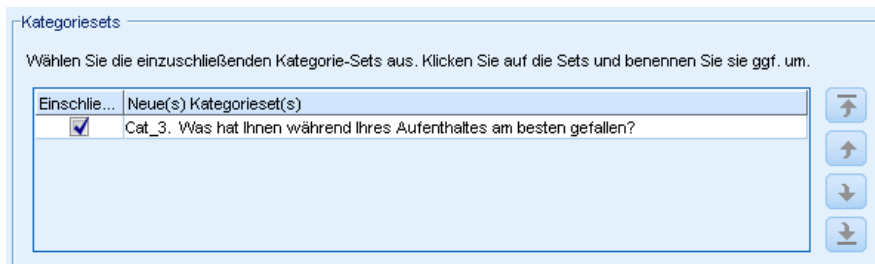 Kategoriesets
Wählen Sie die einzuschließenden Kategorie-Sets aus. Klicken Sie auf die Sets und benennen Sie sie ggf. um.
Einschlie... Neue(s) Kategorieset(s)
Cat_3. Was hat Ihnen während Ihres Aufenthaltes am besten gefallen?